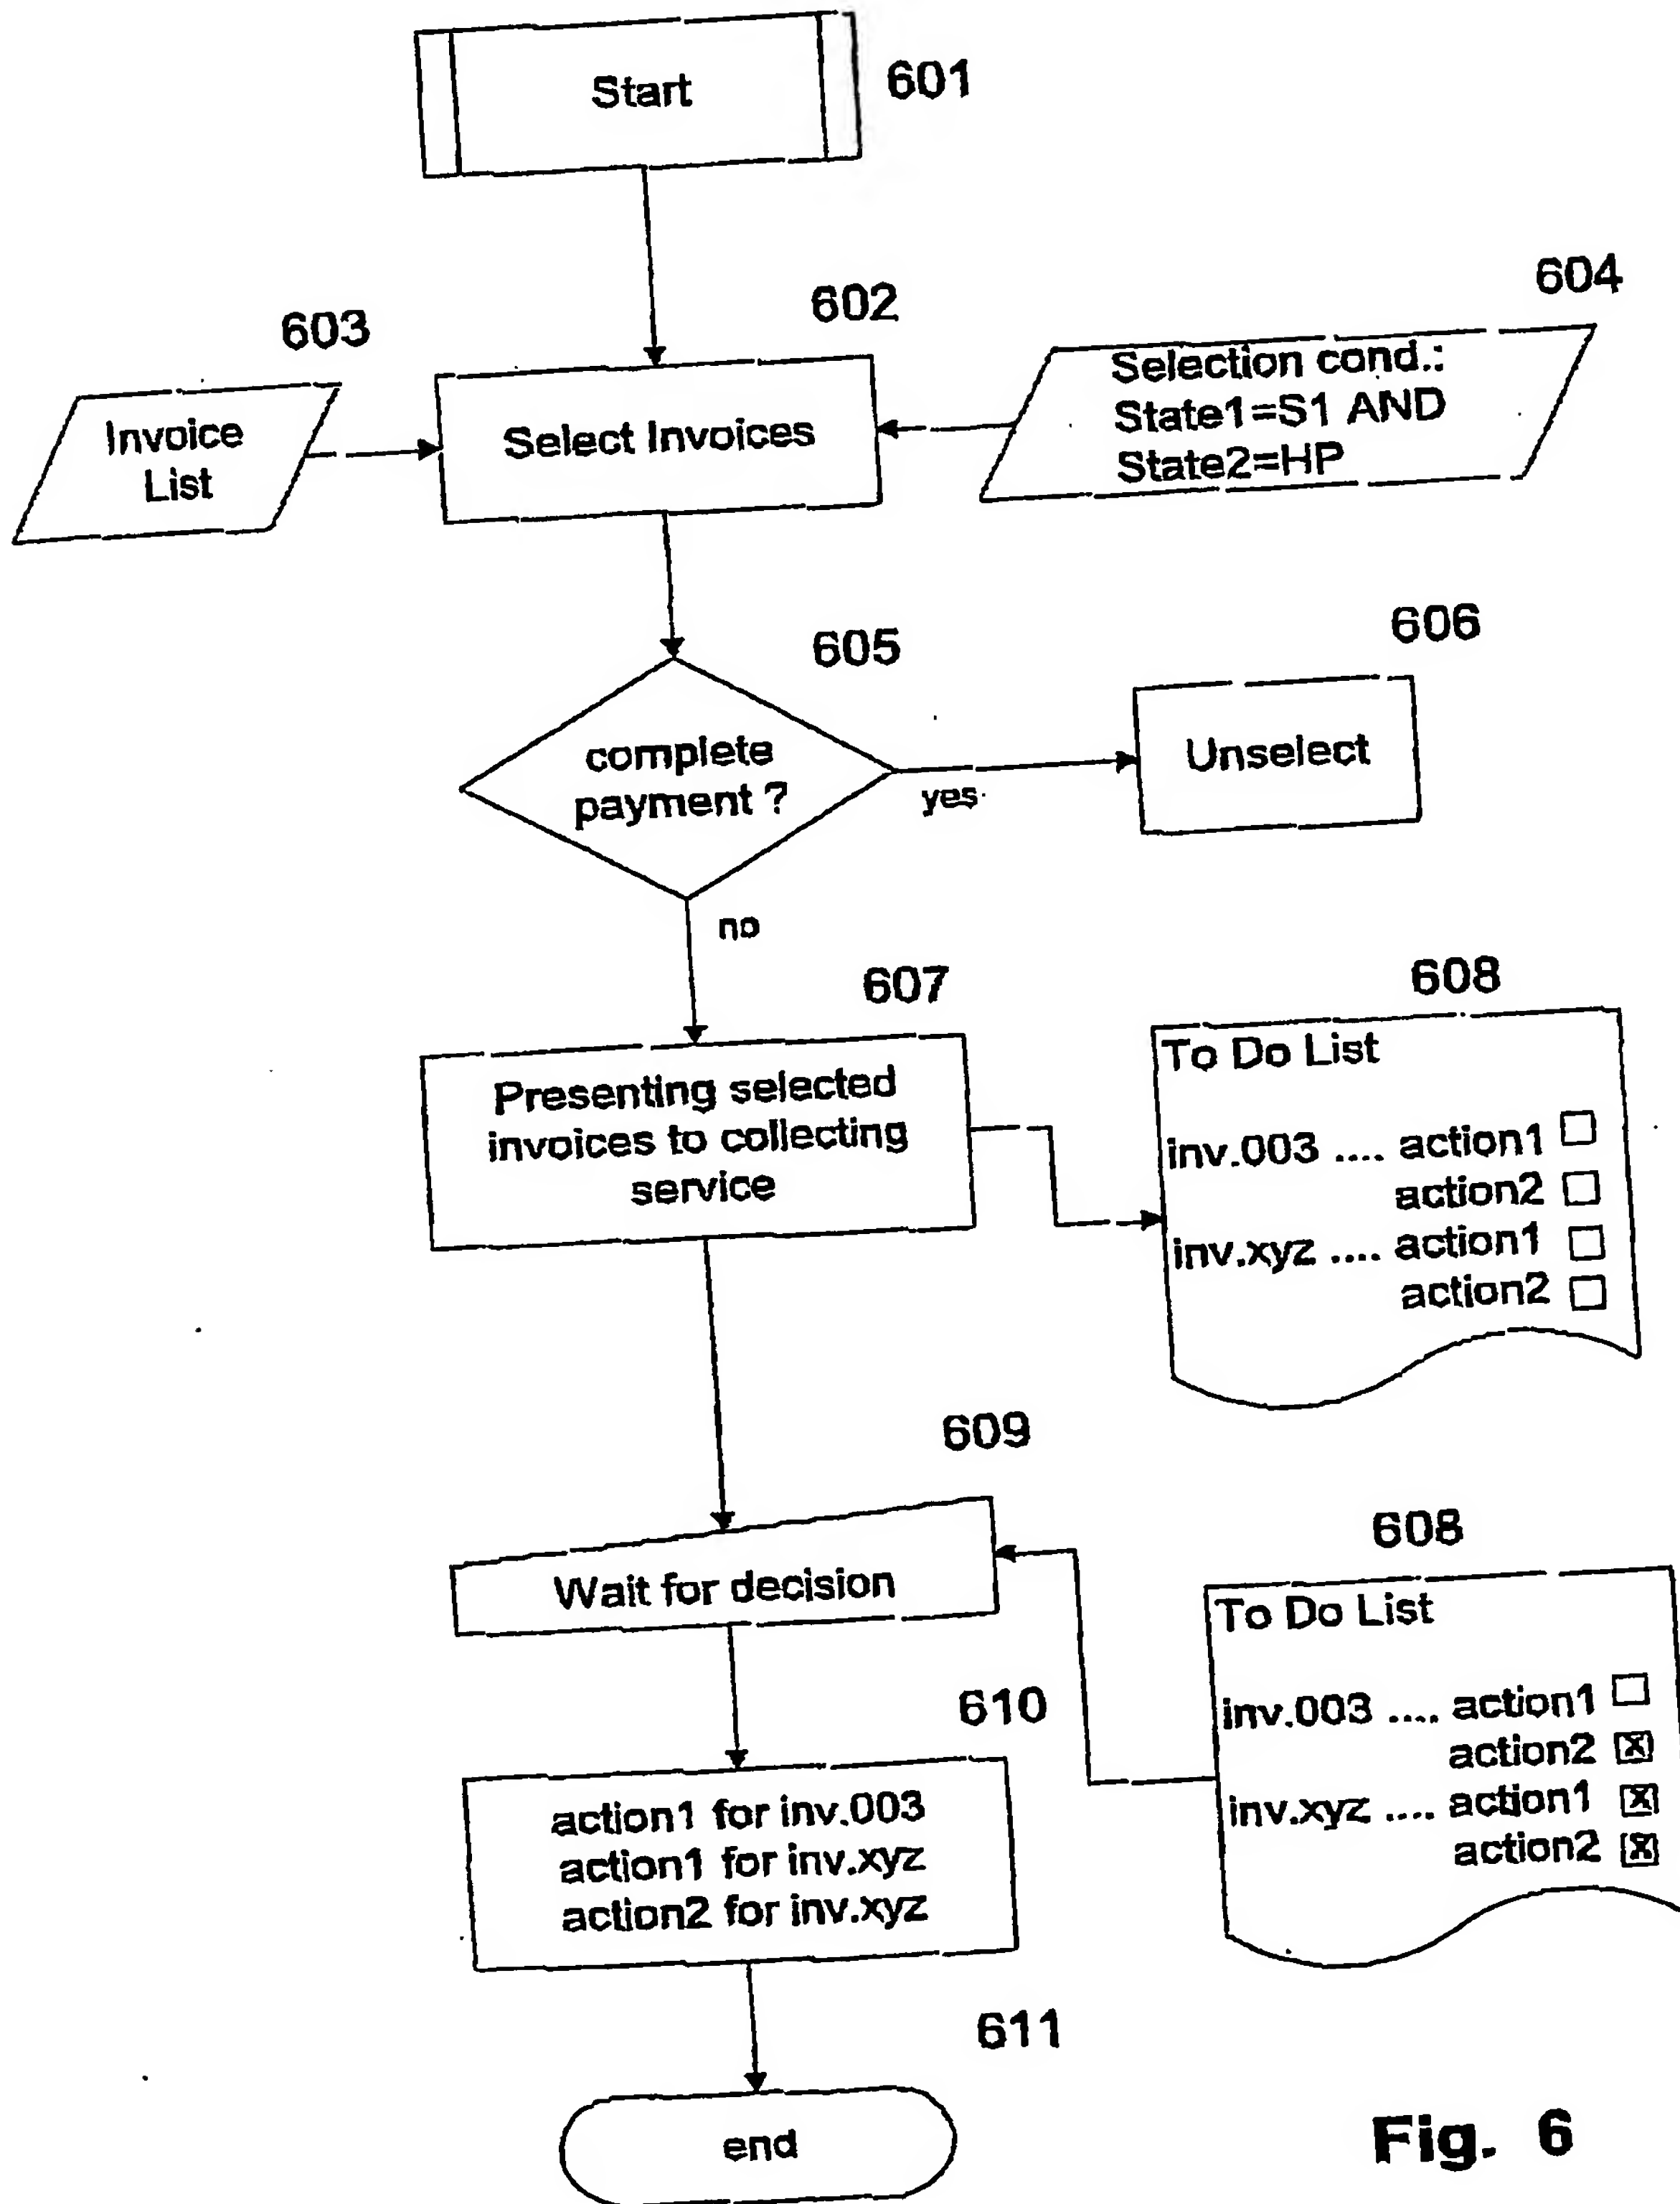 Start
601
604
602
603
Selection cond.:
State1=S1 AND
State2=HP
Invoice
List
Select Invoices
605
606
complete
payment ?
yes
Unselect
no
607
608
Presenting selected
invoices to collecting
service
To Do List
inv.003 .... action1
action2
inv.xyz .... action1
action2
609
608
Wait for decision
To Do List
inv.003 .... action1
action2 X
inv.xyz .... action1 X
action2 X
610
action1 for inv.003
action1 for inv.xyz
action2 for inv.xyz
611
end
Fig. 6